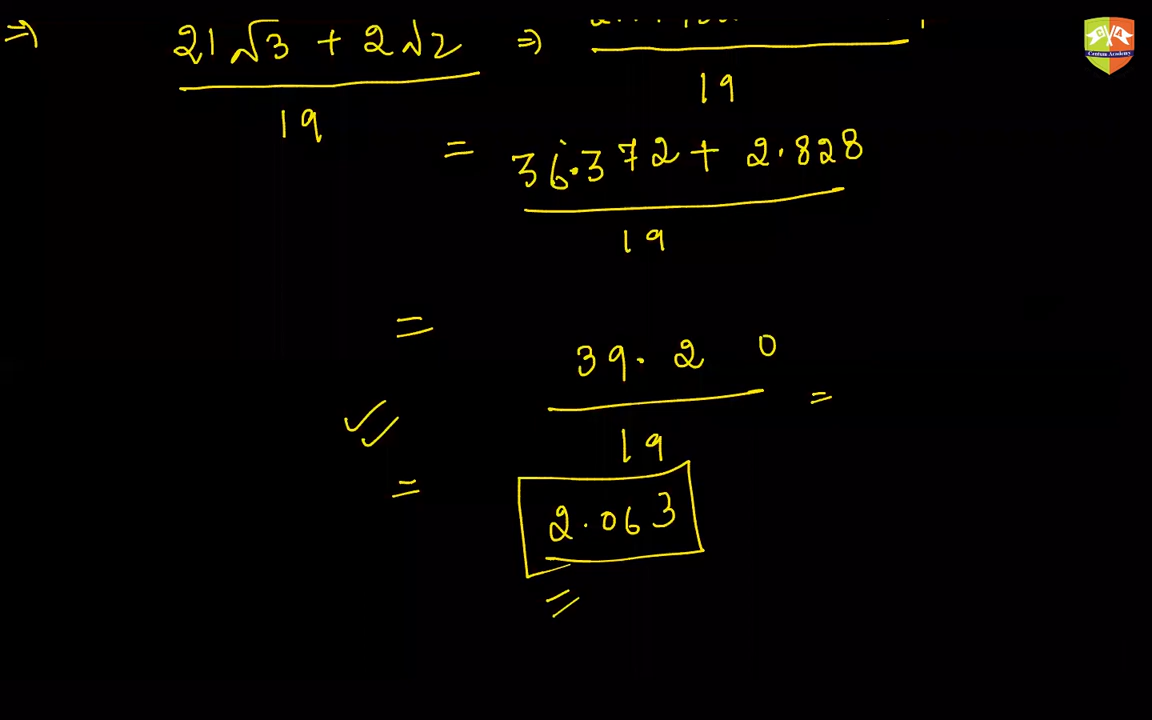 ⇒ 21√3 + 2√2 ⇒
19 19
= 36.372 + 2.828
19
= 39.2 0 =
19
= 2.063
=